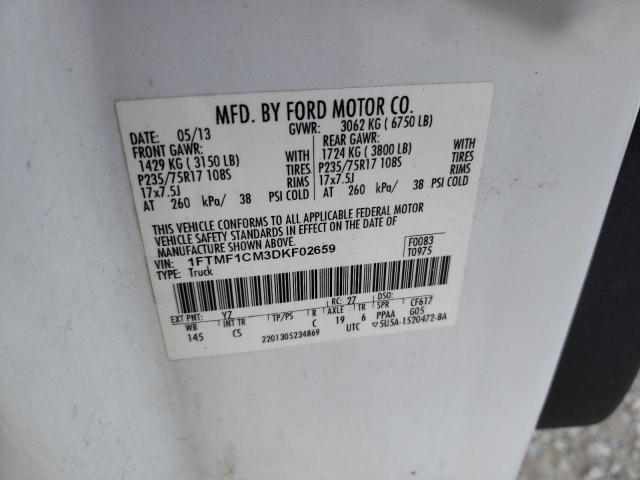 MFD. BY FORD MOTOR CO.
DATE: 05/13 GVWR: 3062 KG ( 6750 LB)
FRONT GAWR: REAR GAWR:
1429 KG ( 3150 LB) WITH 1724 KG ( 3800 LB) WITH
P235/75R17 108S TIRES P235/75R17 108S TIRES
17x7.5J RIMS 17x7.5J RIMS
AT 260 kPa/ 38 PSI COLD AT 260 kPa/ 38 PSI COLD
THIS VEHICLE CONFORMS TO ALL APPLICABLE FEDERAL MOTOR
VEHICLE SAFETY STANDARDS IN EFFECT ON THE DATE OF
MANUFACTURE SHOWN ABOVE.
VIN: 1FTMF1CM3DKF02659 F0083
TYPE: Truck T0975
EXT PNT: YZ RC: 27 DSO:
WB INT TR TP/PS R AXLE TR SPR CF617
145 CS C 19 6 PPAA G05
2201305234869 UTC ▽5U5A-1520472-BA